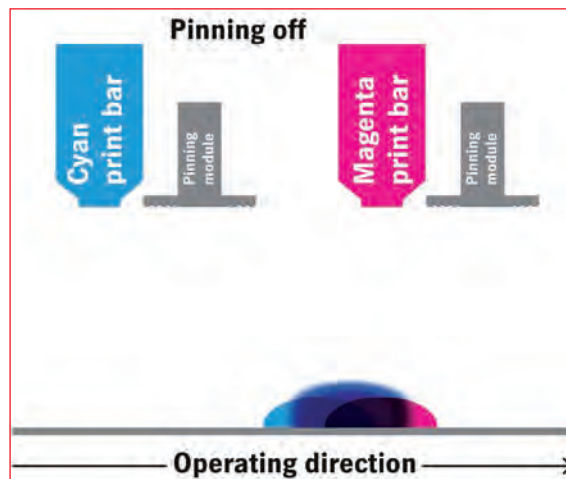 Pinning off
Cyan
print bar
Pinning
module
Magenta
print bar
Pinning
module
Operating direction